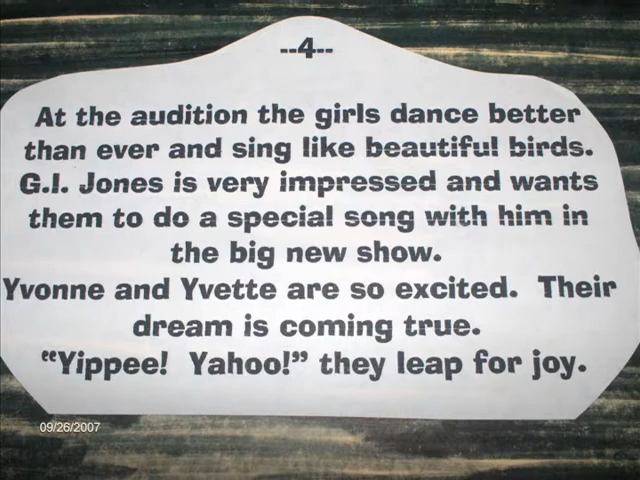 --4--
At the audition the girls dance better
than ever and sing like beautiful birds.
G.I. Jones is very impressed and wants
them to do a special song with him in
the big new show.
Yvonne and Yvette are so excited.  Their
dream is coming true.
“Yippee!  Yahoo!” they leap for joy.
09/26/2007